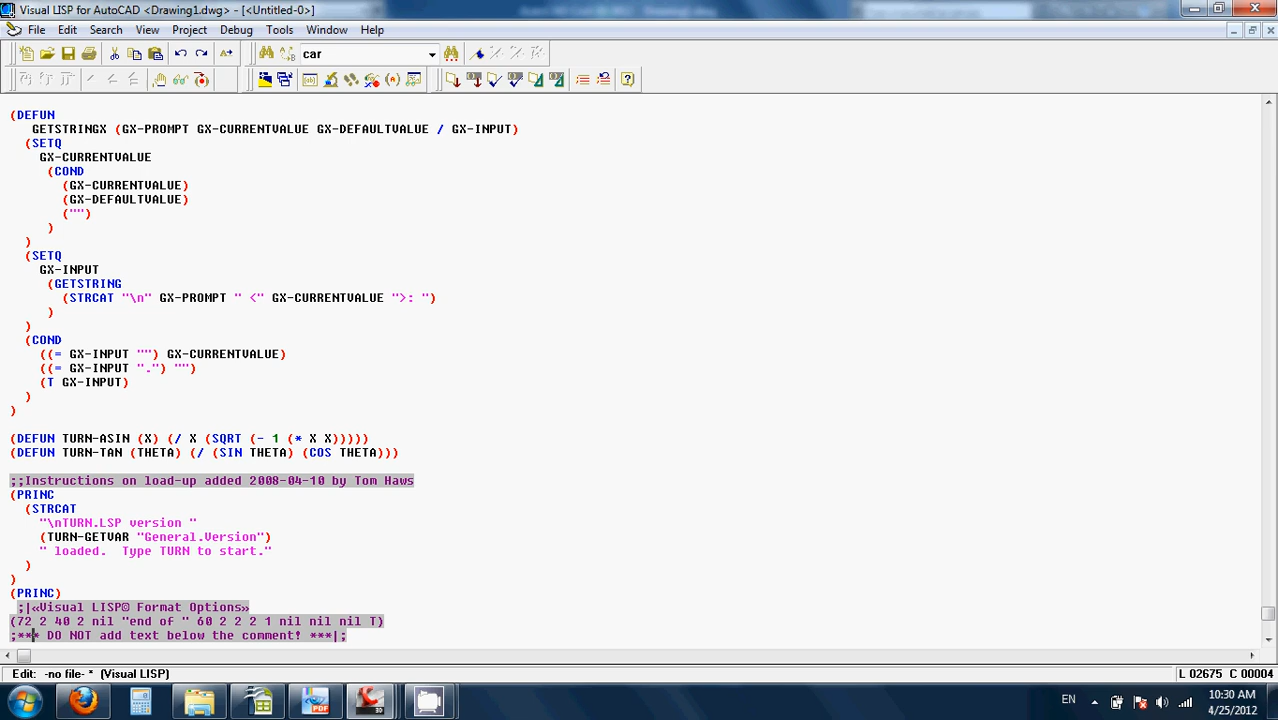 Visual LISP for AutoCAD <Drawing1.dwg> - [<Untitled-0>]
File Edit Search View Project Debug Tools Window Help
car
(DEFUN
GETSTRINGX (GX-PROMPT GX-CURRENTVALUE GX-DEFAULTVALUE / GX-INPUT)
(SETQ
GX-CURRENTVALUE
(COND
(GX-CURRENTVALUE)
(GX-DEFAULTVALUE)
("")
)
)
(SETQ
GX-INPUT
(GETSTRING
(STRCAT "\n" GX-PROMPT " <" GX-CURRENTVALUE ">: ")
)
)
(COND
((= GX-INPUT "") GX-CURRENTVALUE)
((= GX-INPUT ".") "")
(T GX-INPUT)
)
)
(DEFUN TURN-ASIN (X) (/ X (SQRT (- 1 (* X X)))))
(DEFUN TURN-TAN (THETA) (/ (SIN THETA) (COS THETA)))
;;Instructions on load-up added 2008-04-10 by Tom Haws
(PRINC
(STRCAT
"\nTURN.LSP version "
(TURN-GETVAR "General.Version")
" loaded.  Type TURN to start."
)
)
(PRINC)
;|«Visual LISP© Format Options»
(72 2 40 2 nil "end of " 60 2 2 2 1 nil nil nil T)
;*** DO NOT add text below the comment! ***|;
Edit: -no file- * (Visual LISP)
L 02675 C 00004
EN
10:30 AM
4/25/2012